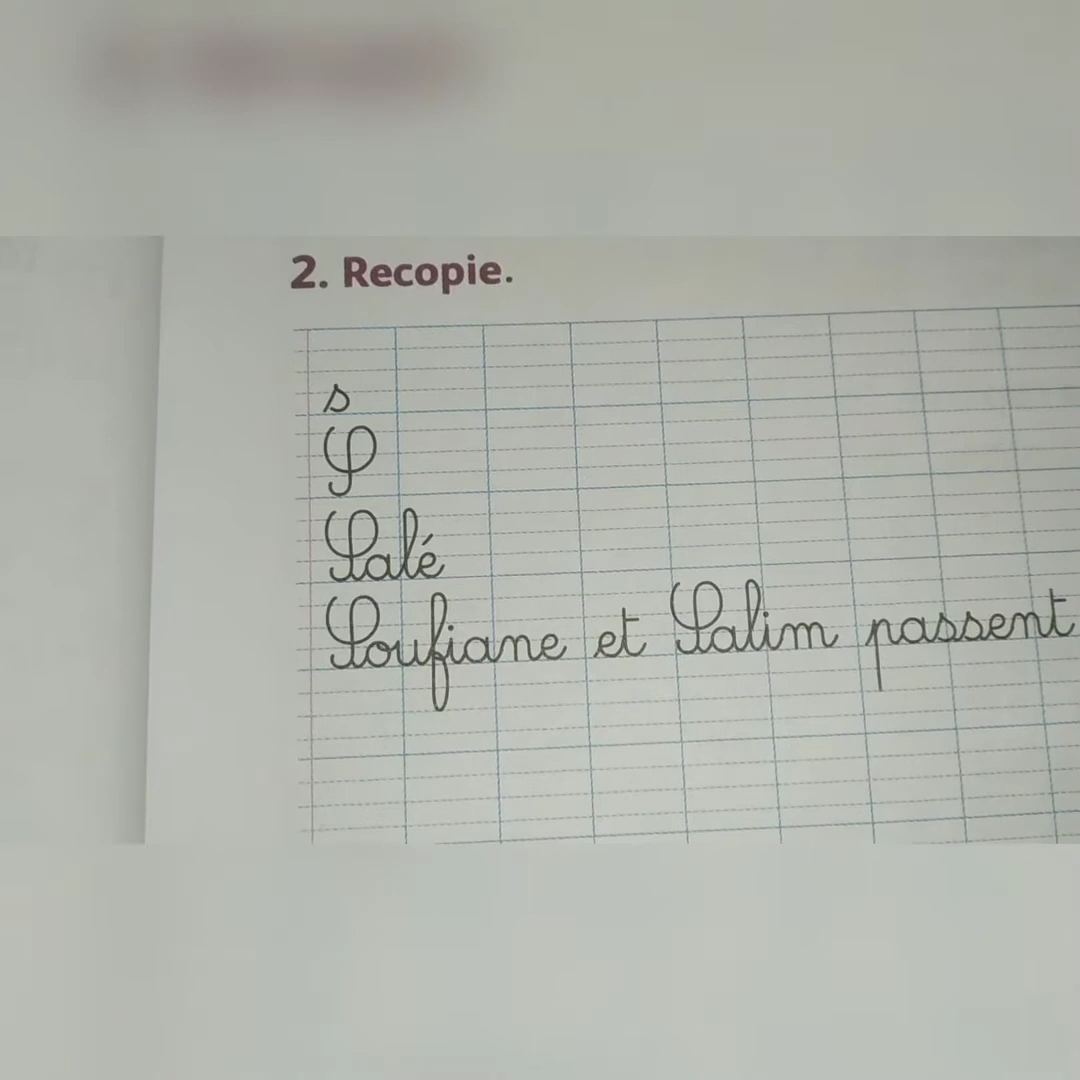 2. Recopie.
s
S
Salé
Soufiane et Salim passent